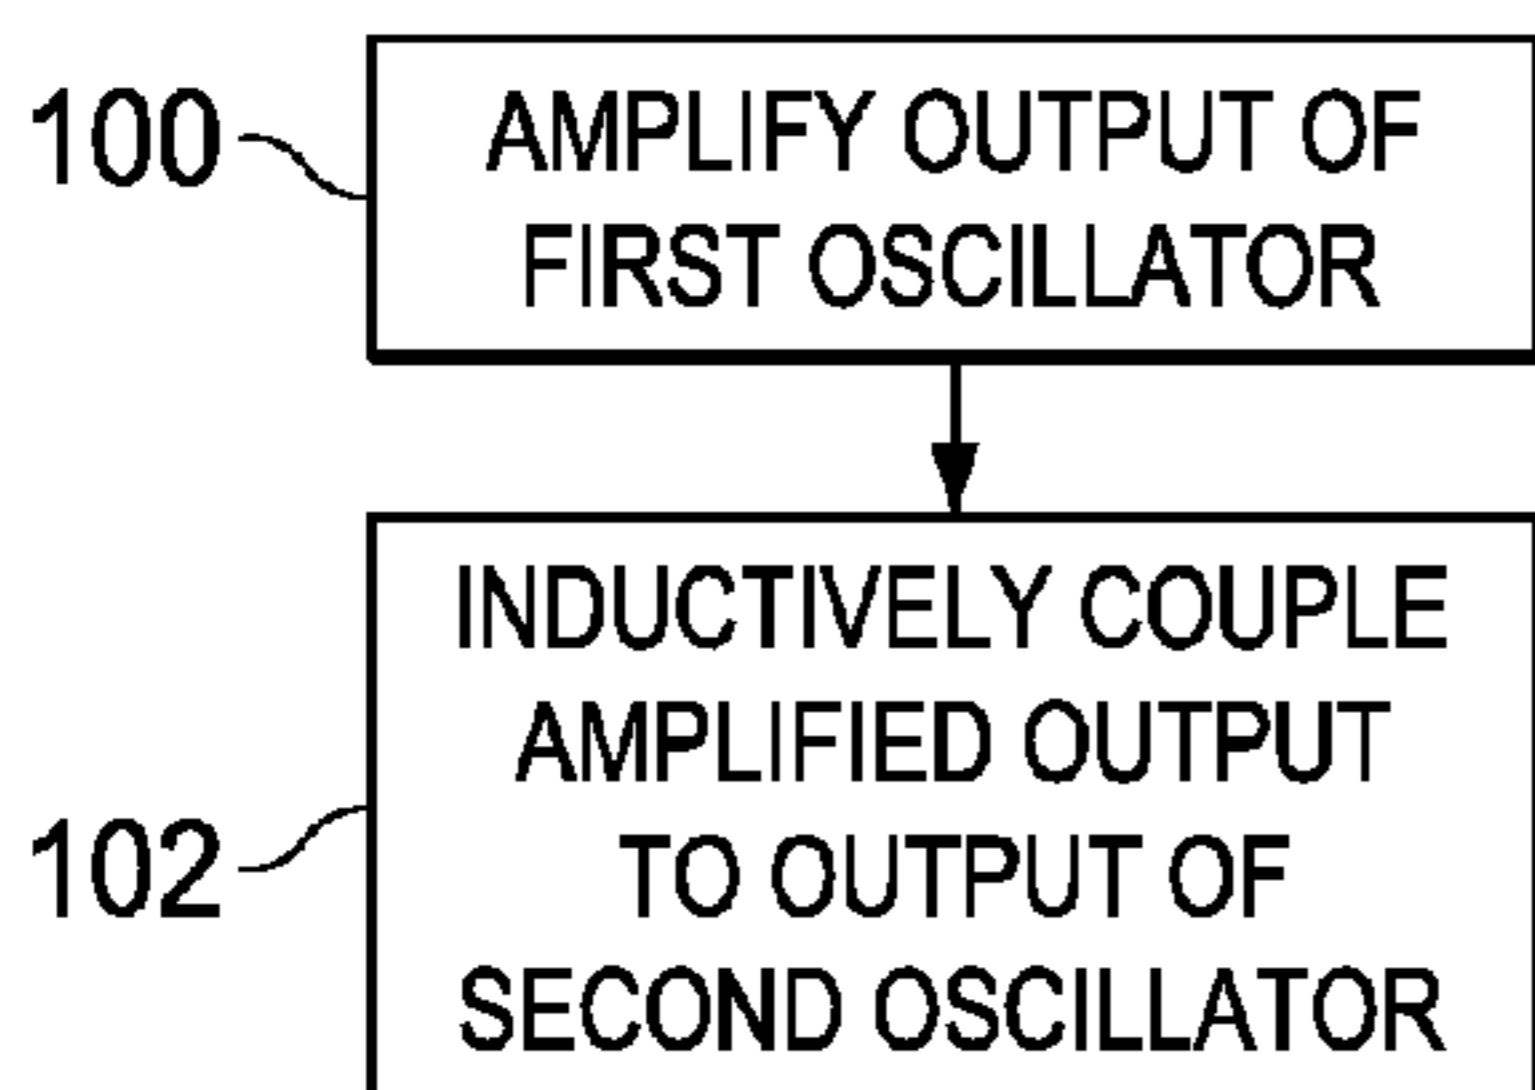 100
AMPLIFY OUTPUT OF
FIRST OSCILLATOR
INDUCTIVELY COUPLE
AMPLIFIED OUTPUT
TO OUTPUT OF
SECOND OSCILLATOR
102